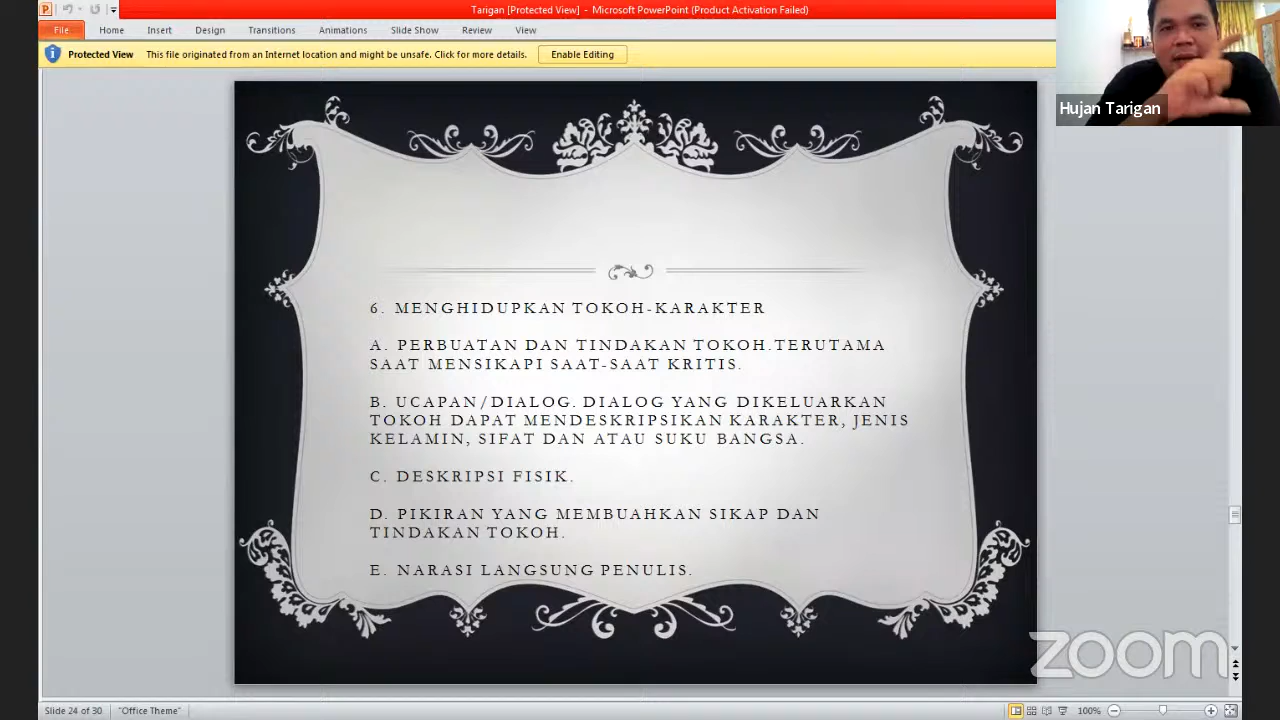 Tarigan [Protected View] - Microsoft PowerPoint (Product Activation Failed)
File Home Insert Design Transitions Animations Slide Show Review View
Protected View This file originated from an Internet location and might be unsafe. Click for more details. Enable Editing
Hujan Tarigan
6. MENGHIDUPKAN TOKOH-KARAKTER
A. PERBUATAN DAN TINDAKAN TOKOH.TERUTAMA
SAAT MENSIKAPI SAAT-SAAT KRITIS.
B. UCAPAN/DIALOG. DIALOG YANG DIKELUARKAN
TOKOH DAPAT MENDESKRIPSIKAN KARAKTER, JENIS
KELAMIN, SIFAT DAN ATAU SUKU BANGSA.
C. DESKRIPSI FISIK.
D. PIKIRAN YANG MEMBUAHKAN SIKAP DAN
TINDAKAN TOKOH.
E. NARASI LANGSUNG PENULIS.
zoom
Slide 24 of 30 "Office Theme" 100%